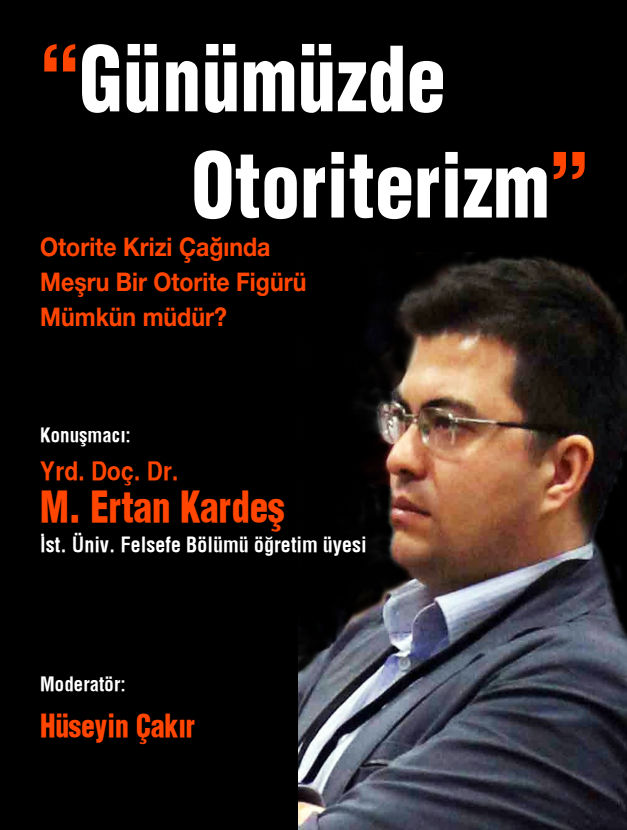 “Günümüzde
Otoriterizm”
Otorite Krizi Çağında
Meşru Bir Otorite Figürü
Mümkün müdür?
Konuşmacı:
Yrd. Doç. Dr.
M. Ertan Kardeş
İst. Üniv. Felsefe Bölümü öğretim üyesi
Moderatör:
Hüseyin Çakır